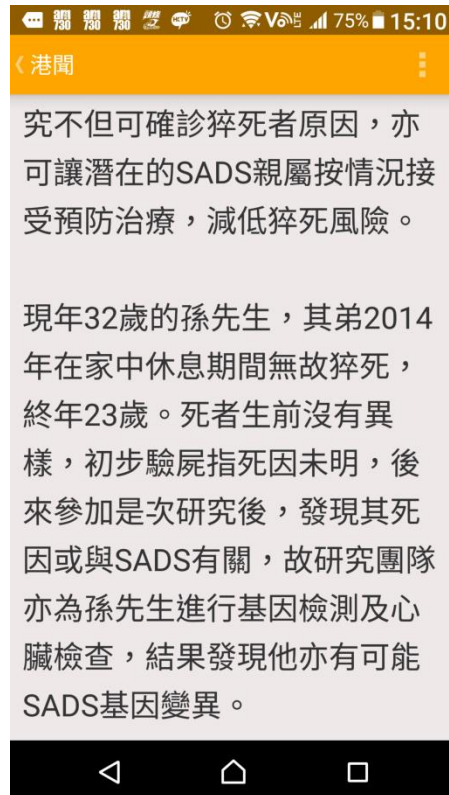 am
730
am
730
am
730
HKTV
VoLTE
75%
15:10
港聞
究不但可確診猝死者原因，亦
可讓潛在的SADS親屬按情況接
受預防治療，減低猝死風險。
現年32歲的孫先生，其弟2014
年在家中休息期間無故猝死，
終年23歲。死者生前沒有異
樣，初步驗屍指死因未明，後
來參加是次研究後，發現其死
因或與SADS有關，故研究團隊
亦為孫先生進行基因檢測及心
臟檢查，結果發現他亦有可能
SADS基因變異。